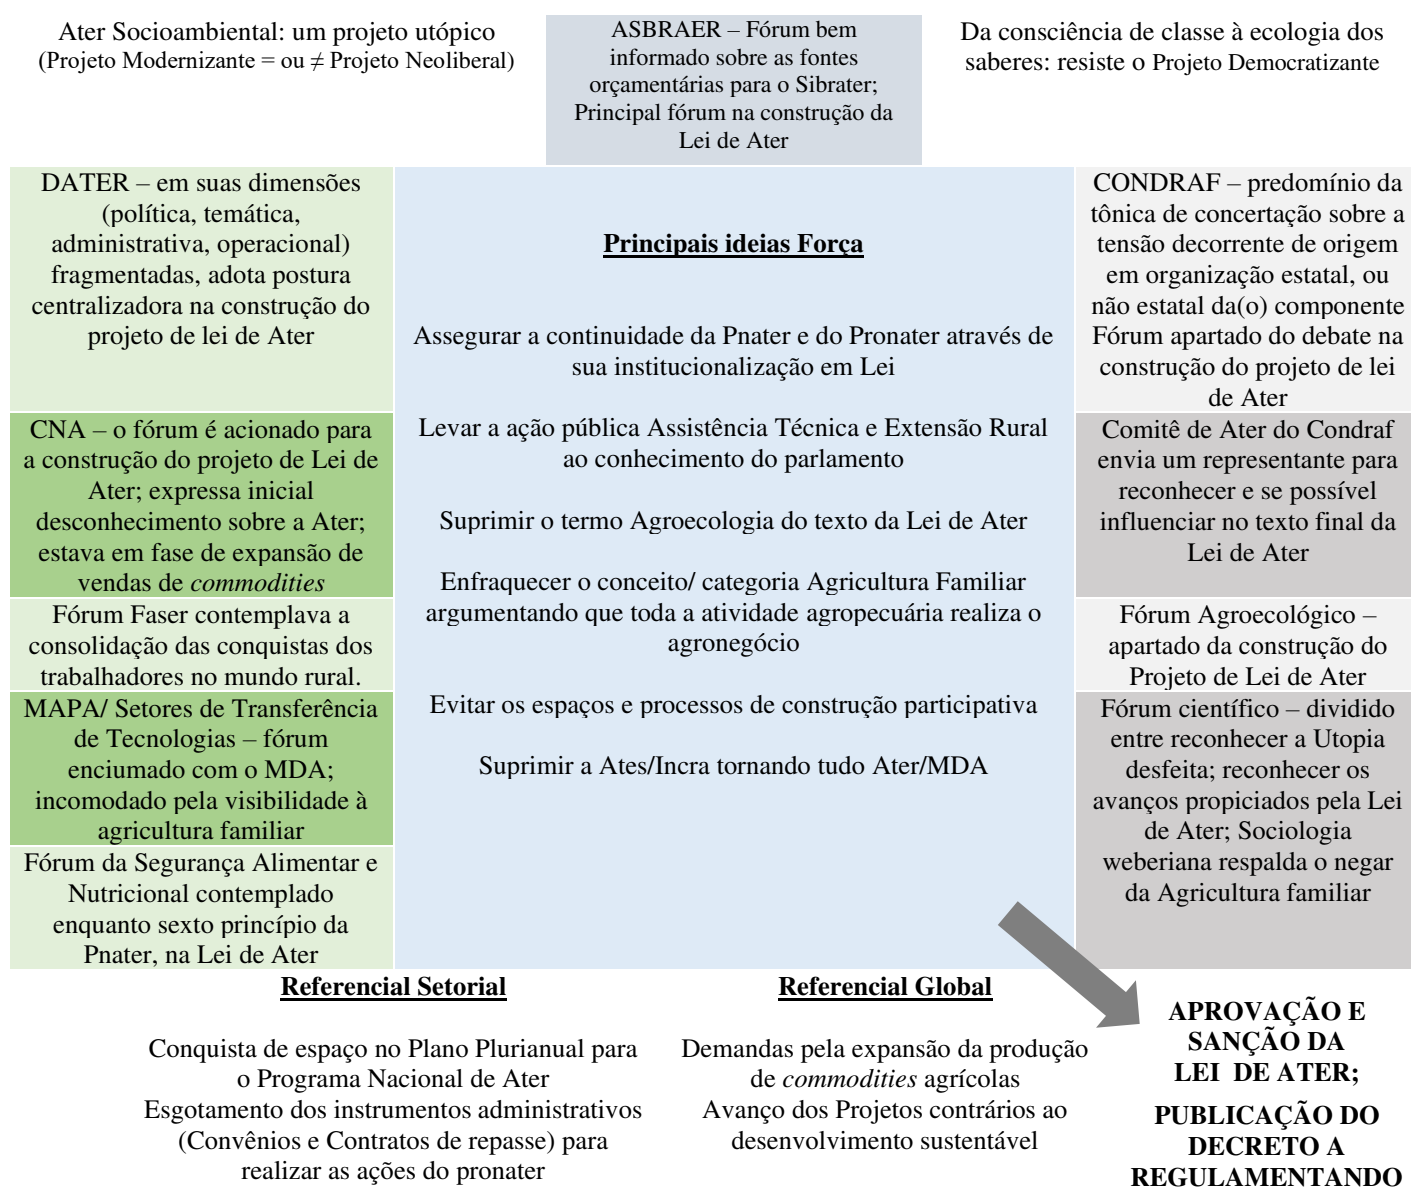 Ater Socioambiental: um projeto utópico
(Projeto Modernizante = ou ≠ Projeto Neoliberal)
ASBRAER – Fórum bem
informado sobre as fontes
orçamentárias para o Sibrater;
Principal fórum na construção da
Lei de Ater
Da consciência de classe à ecologia dos
saberes: resiste o Projeto Democratizante
DATER – em suas dimensões
(política, temática,
administrativa, operacional)
fragmentadas, adota postura
centralizadora na construção do
projeto de lei de Ater
CNA – o fórum é acionado para
a construção do projeto de Lei de
Ater; expressa inicial
desconhecimento sobre a Ater;
estava em fase de expansão de
vendas de commodities
Fórum Faser contemplava a
consolidação das conquistas dos
trabalhadores no mundo rural.
MAPA/ Setores de Transferência
de Tecnologias – fórum
enciumado com o MDA;
incomodado pela visibilidade à
agricultura familiar
Fórum da Segurança Alimentar e
Nutricional contemplado
enquanto sexto princípio da
Pnater, na Lei de Ater
Principais ideias Força
Assegurar a continuidade da Pnater e do Pronater através de
sua institucionalização em Lei
Levar a ação pública Assistência Técnica e Extensão Rural
ao conhecimento do parlamento
Suprimir o termo Agroecologia do texto da Lei de Ater
Enfraquecer o conceito/ categoria Agricultura Familiar
argumentando que toda a atividade agropecuária realiza o
agronegócio
Evitar os espaços e processos de construção participativa
Suprimir a Ates/Incra tornando tudo Ater/MDA
CONDRAF – predomínio da
tônica de concertação sobre a
tensão decorrente de origem
em organização estatal, ou
não estatal da(o) componente
Fórum apartado do debate na
construção do projeto de lei
de Ater
Comitê de Ater do Condraf
envia um representante para
reconhecer e se possível
influenciar no texto final da
Lei de Ater
Fórum Agroecológico –
apartado da construção do
Projeto de Lei de Ater
Fórum científico – dividido
entre reconhecer a Utopia
desfeita; reconhecer os
avanços propiciados pela Lei
de Ater; Sociologia
weberiana respalda o negar
da Agricultura familiar
Referencial Setorial
Conquista de espaço no Plano Plurianual para
o Programa Nacional de Ater
Esgotamento dos instrumentos administrativos
(Convênios e Contratos de repasse) para
realizar as ações do pronater
Referencial Global
Demandas pela expansão da produção
de commodities agrícolas
Avanço dos Projetos contrários ao
desenvolvimento sustentável
APROVAÇÃO E
SANÇÃO DA
LEI DE ATER;
PUBLICAÇÃO DO
DECRETO A
REGULAMENTANDO